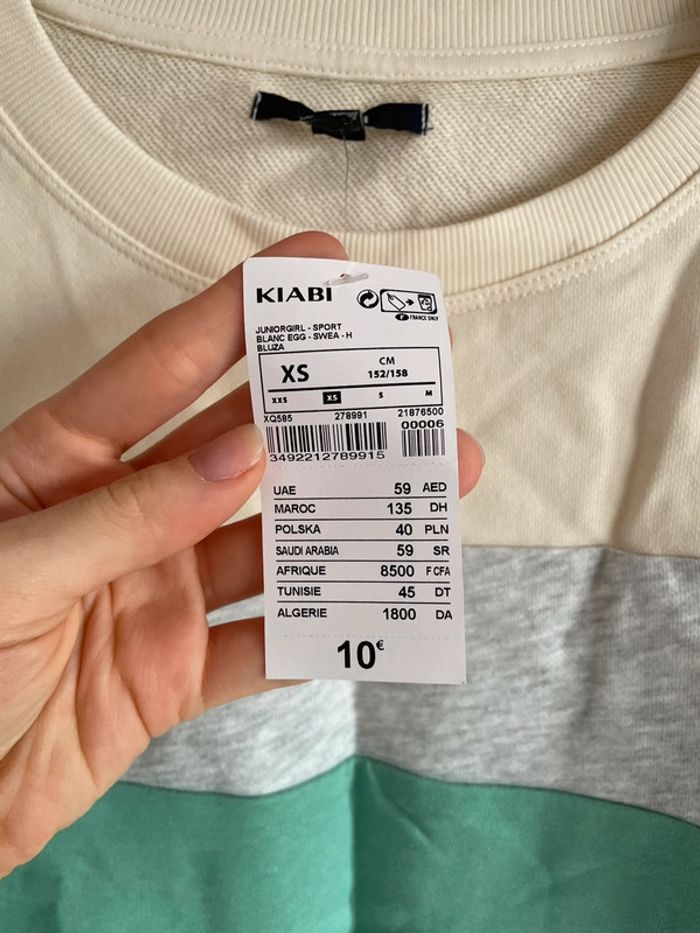 KIABI
FRANCE ONLY
JUNIORGIRL - SPORT
BLANC EGG - SWEA - H
BLUZA
XS
CM
152/158
XXS XS S M
XQ585 278991 21876500
00006
3492212789915
UAE 59 AED
MAROC 135 DH
POLSKA 40 PLN
SAUDI ARABIA 59 SR
AFRIQUE 8500 F CFA
TUNISIE 45 DT
ALGERIE 1800 DA
10€